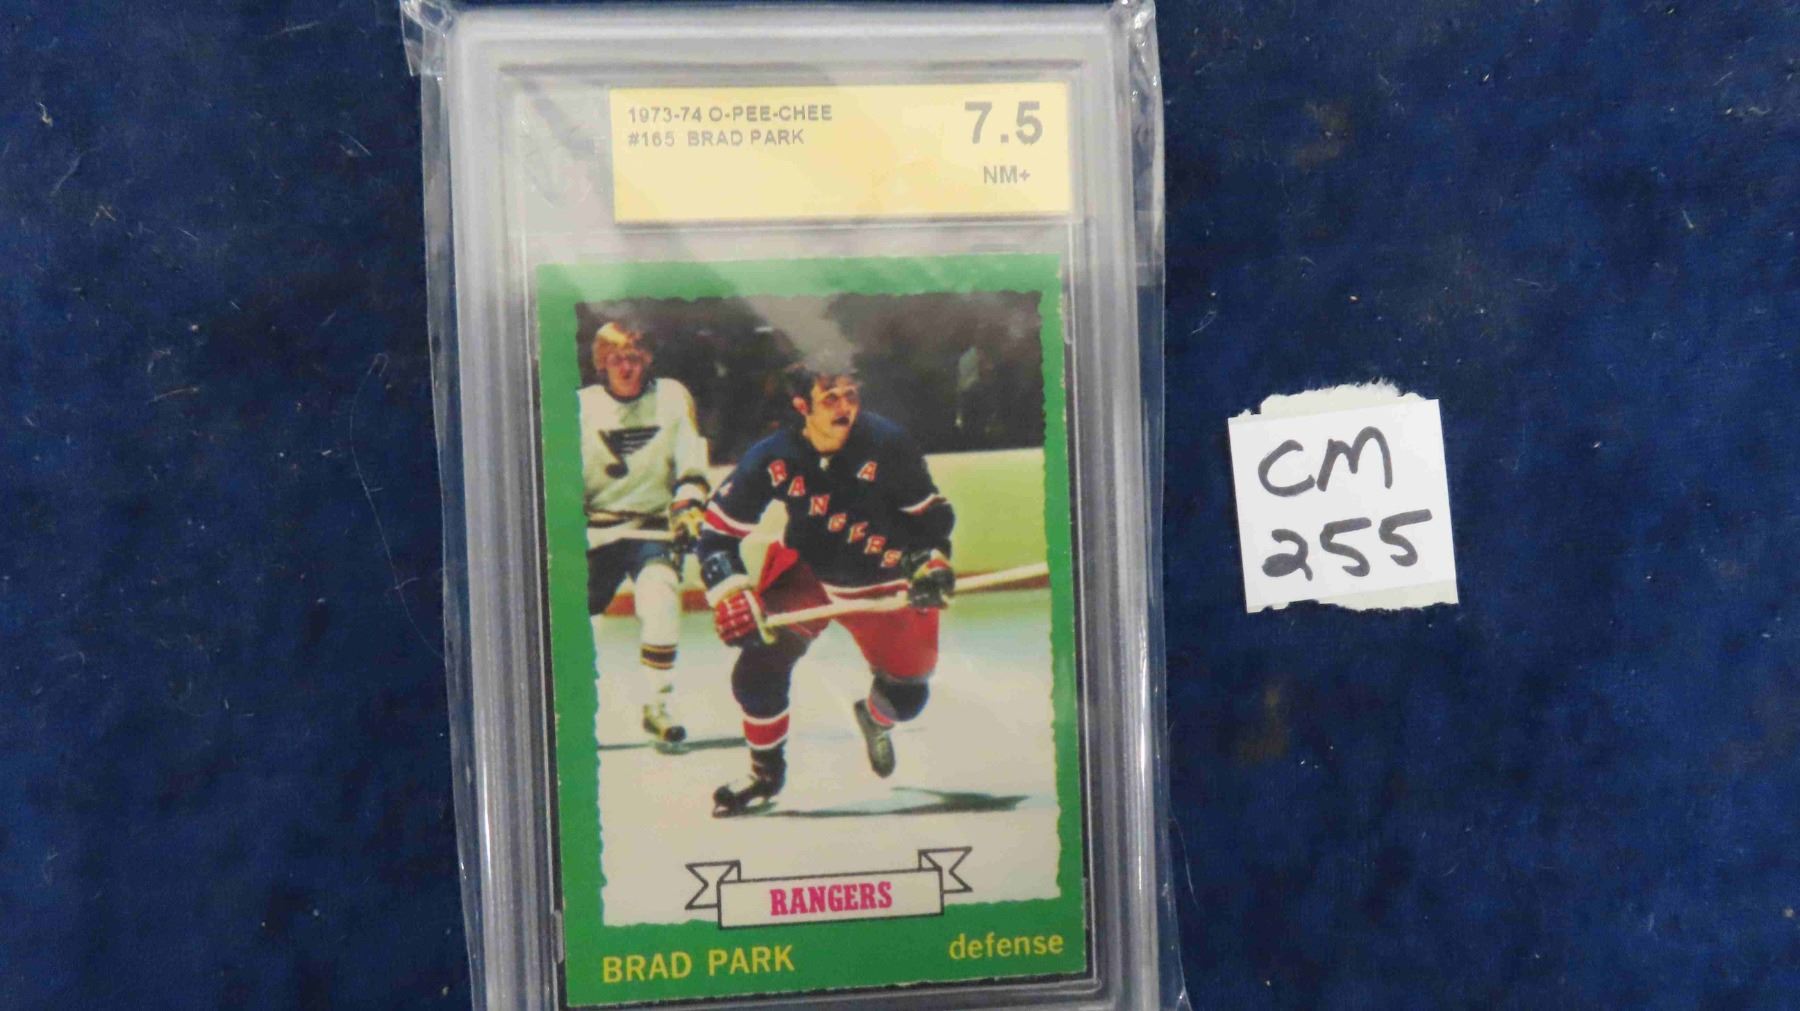 1973-74 O-PEE-CHEE
#165 BRAD PARK
7.5
NM+
RANGERS
A
RANGERS
BRAD PARK
defense
CM
255